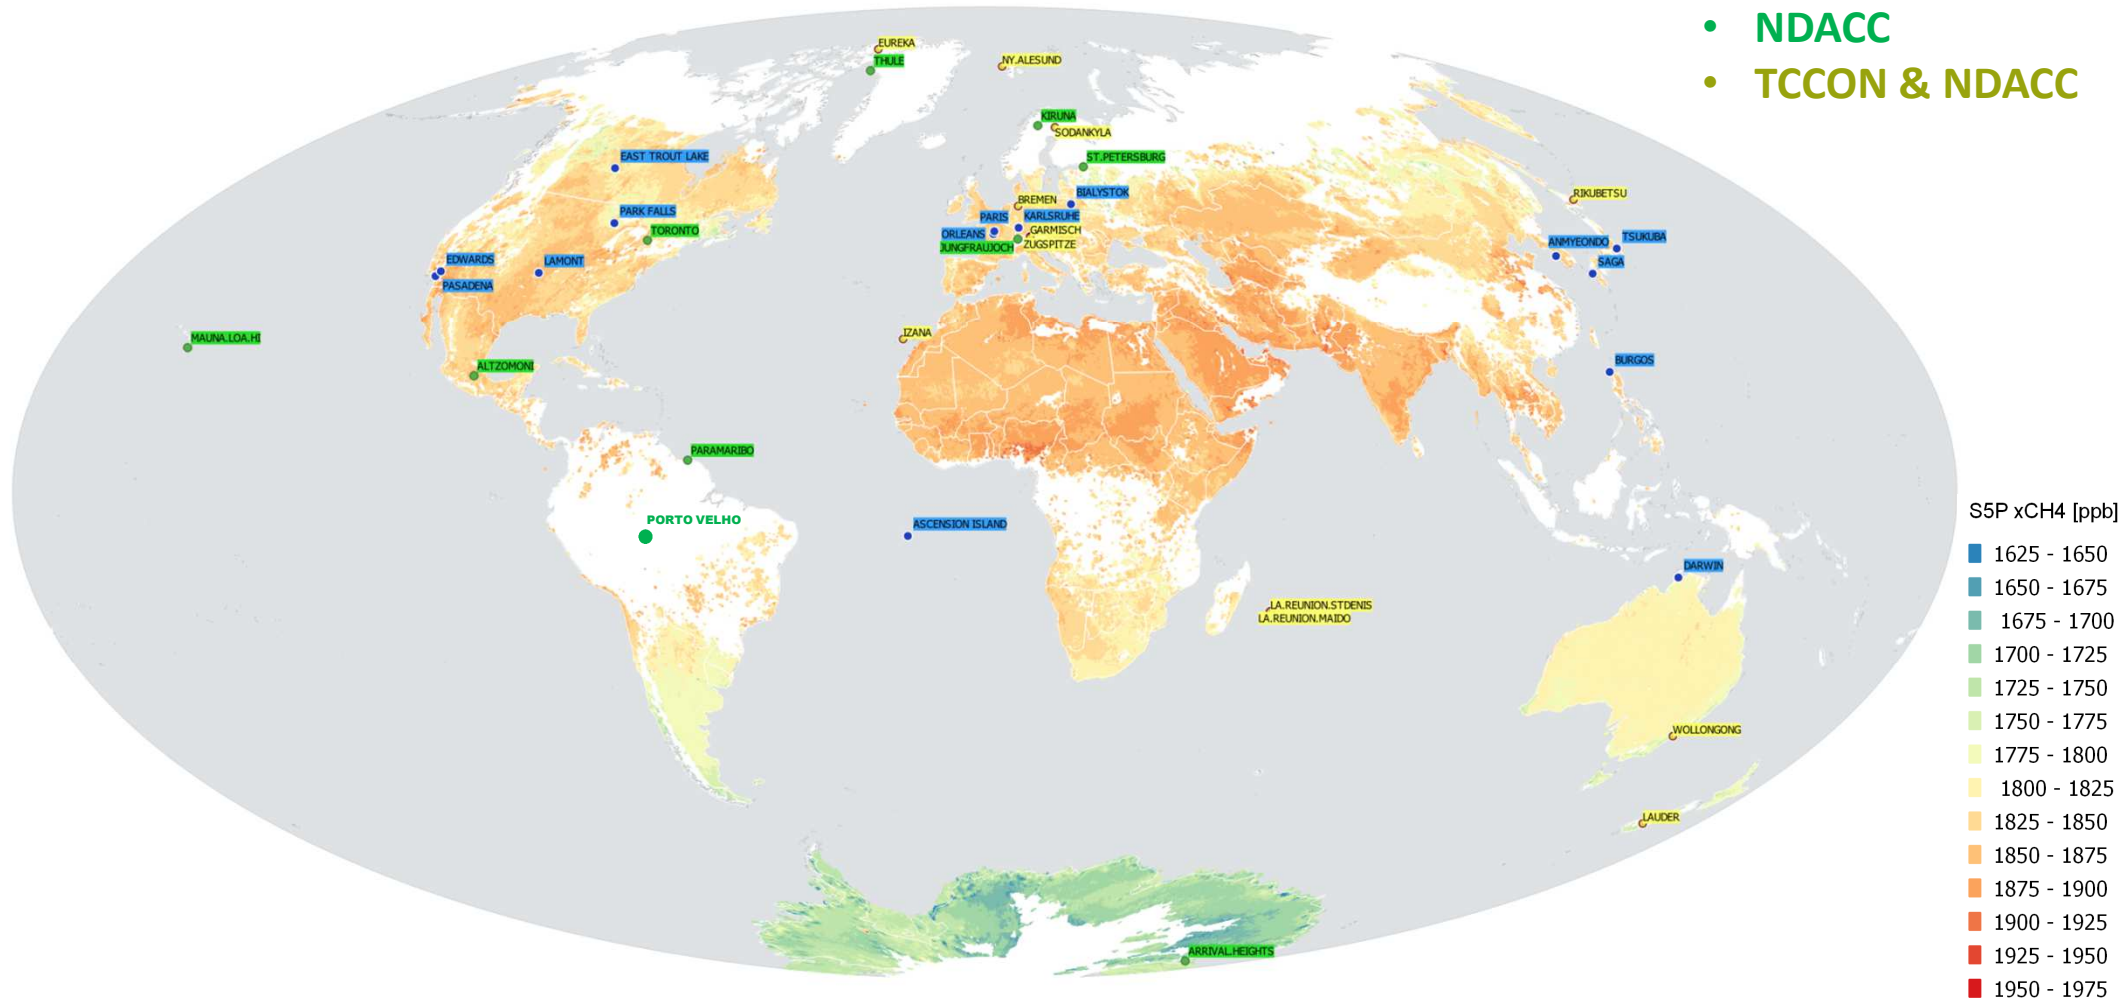 • NDACC
• TCCON & NDACC
EUREKA
THULE
NY.ALESUND
KIRUNA
SODANKYLA
ST.PETERSBURG
EAST TROUT LAKE
BIALYSTOK
BREMEN
RIKUBETSU
PARK FALLS
PARIS
KARLSRUHE
TORONTO
ORLEANS
GARMISCH
JUNGFRAUJOCH
ZUGSPITZE
ANMYEONDO
TSUKUBA
EDWARDS
LAMONT
SAGA
PASADENA
MAUNA.LOA.HI
IZANA
ALTZOMONI
BURGOS
PARAMARIBO
PORTO VELHO
ASCENSION ISLAND
DARWIN
LA.REUNION.STDENIS
LA.REUNION.MAIDO
WOLLONGONG
LAUDER
ARRIVAL.HEIGHTS
S5P xCH4 [ppb]
1625 - 1650
1650 - 1675
1675 - 1700
1700 - 1725
1725 - 1750
1750 - 1775
1775 - 1800
1800 - 1825
1825 - 1850
1850 - 1875
1875 - 1900
1900 - 1925
1925 - 1950
1950 - 1975